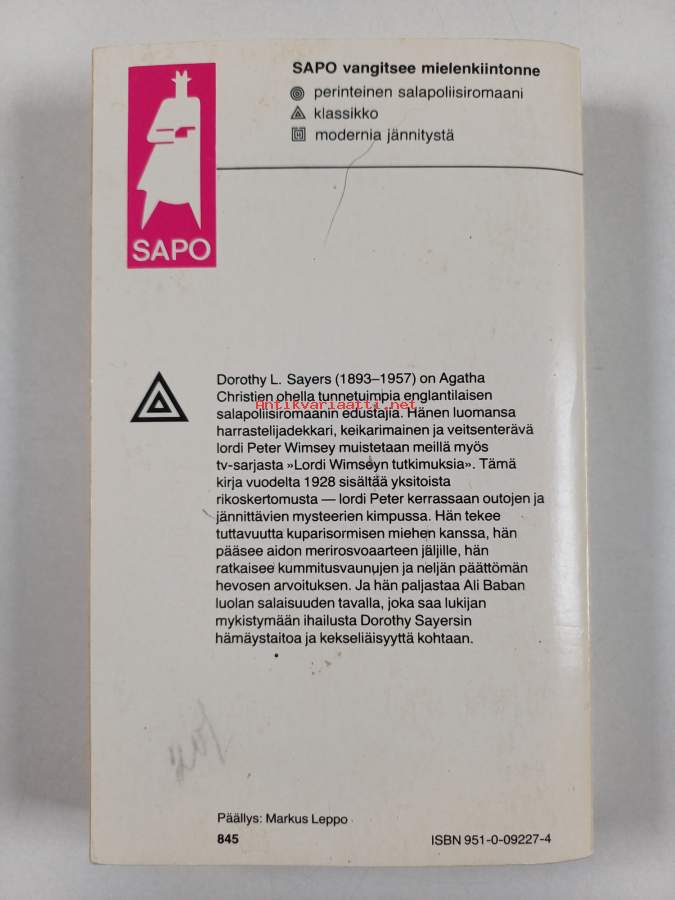 SAPO vangitsee mielenkiintonne
perinteinen salapoliisiromaani
klassikko
modernia jännitystä
SAPO
Dorothy L. Sayers (1893–1957) on Agatha
Christien ohella tunnetuimpia englantilaisen
Antikvariaatti.net
salapoliisiromaanin edustajia. Hänen luomansa
harrastelijadekkari, keikarimainen ja veitsenterävä
lordi Peter Wimsey muistetaan meillä myös
tv-sarjasta »Lordi Wimseyn tutkimuksia». Tämä
kirja vuodelta 1928 sisältää yksitoista
rikoskertomusta — lordi Peter kerrassaan outojen ja
jännittävien mysteerien kimpussa. Hän tekee
tuttavuutta kuparisormisen miehen kanssa, hän
pääsee aidon merirosvoaarteen jäljille, hän
ratkaisee kummitusvaunujen ja neljän päättömän
hevosen arvoituksen. Ja hän paljastaa Ali Baban
luolan salaisuuden tavalla, joka saa lukijan
mykistymään ihailusta Dorothy Sayersin
hämäystaitoa ja kekseliäisyyttä kohtaan.
Päällys: Markus Leppo
845
ISBN 951-0-09227-4